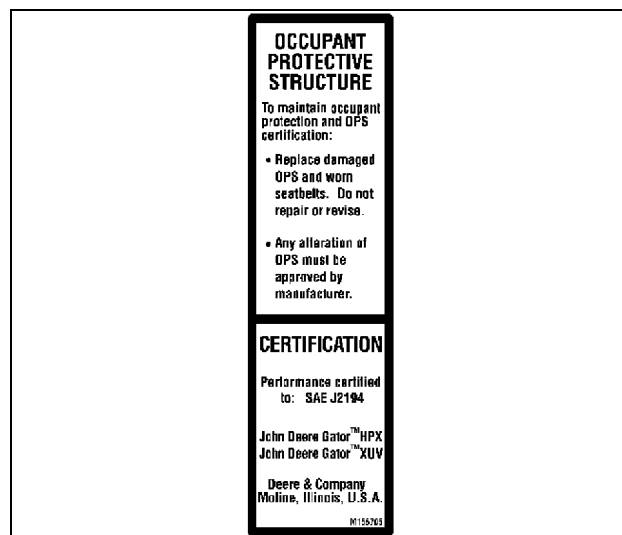 OCCUPANT
PROTECTIVE
STRUCTURE
To maintain occupant
protection and OPS
certification:
• Replace damaged
OPS and worn
seatbelts. Do not
repair or revise.
• Any alteration of
OPS must be
approved by
manufacturer.
CERTIFICATION
Performance certified
to: SAE J2194
John Deere Gator™HPX
John Deere Gator™XUV
Deere & Company
Moline, Illinois, U.S.A.